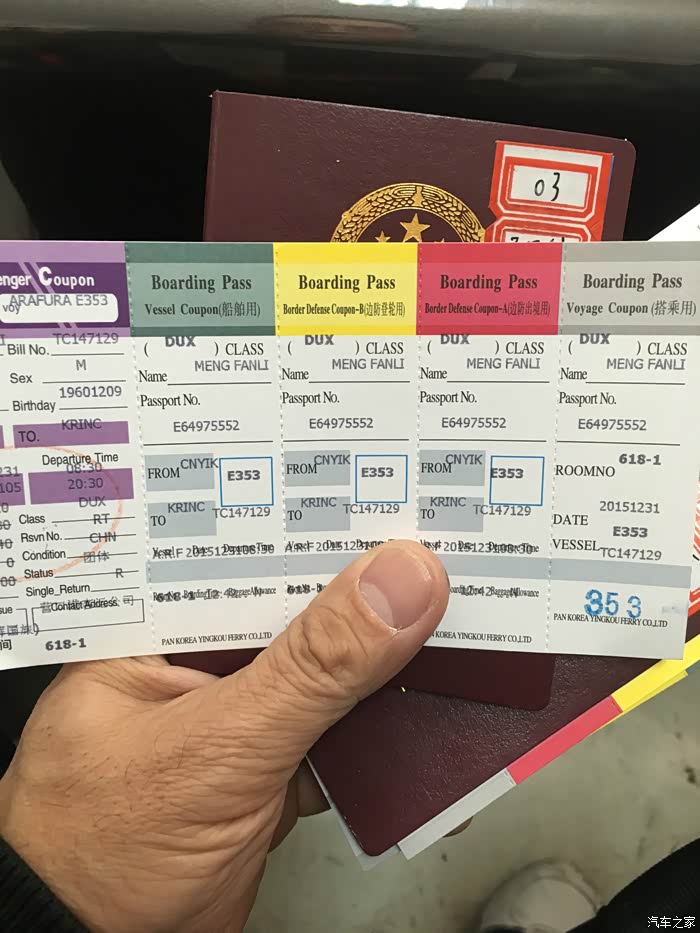 03
enger Coupon
ARAFURA E353
voy
TC147129
Bill No.
M
Sex
19601209
Birthday
KRINC
TO.
Departure Time
08:30
20:30
DUX
Class
RT
Rsvn No.
CHN
Condition
团体
Status
R
Single_Return
Contact Address
618-1
Boarding Pass
Vessel Coupon(船舶用)
( DUX ) CLASS
MENG FANLI
Name
Passport No.
E64975552
CNYIK
FROM
E353
KRINC
TO
TC147129
PAN KOREA YINGKOU FERRY CO.,LTD
Boarding Pass
Border Defense Coupon-B(边防登轮用)
( DUX ) CLASS
MENG FANLI
Name
Passport No.
E64975552
CNYIK
FROM
E353
KRINC
TO
TC147129
Boarding Pass
Border Defense Coupon-A(边防出境用)
( DUX ) CLASS
MENG FANLI
Name
Passport No.
E64975552
CNYIK
FROM
E353
KRINC
TO
TC147129
KOREA YINGKOU FERRY CO.,LTD
Boarding Pass
Voyage Coupon (搭乘用)
( DUX ) CLASS
MENG FANLI
Name
Passport No.
E64975552
618-1
ROOMNO
20151231
DATE
E353
VESSEL
TC147129
353
PAN KOREA YINGKOU FERRY CO.,LTD
汽车之家